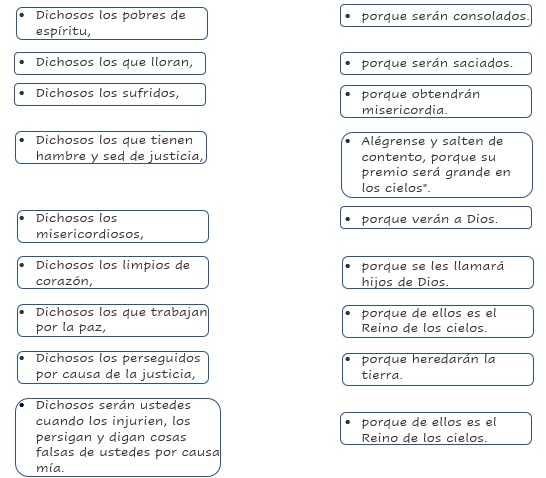 • Dichosos los pobres de
espíritu,
• Dichosos los que lloran,
• Dichosos los sufridos,
• Dichosos los que tienen
hambre y sed de justicia,
• Dichosos los
misericordiosos,
• Dichosos los limpios de
corazón,
• Dichosos los que trabajan
por la paz,
• Dichosos los perseguidos
por causa de la justicia,
• Dichosos serán ustedes
cuando los injurien, los
persigan y digan cosas
falsas de ustedes por causa
mía.
• porque serán consolados.
• porque serán saciados.
• porque obtendrán
misericordia.
• Alégrense y salten de
contento, porque su
premio será grande en
los cielos".
• porque verán a Dios.
• porque se les llamará
hijos de Dios.
• porque de ellos es el
Reino de los cielos.
• porque heredarán la
tierra.
• porque de ellos es el
Reino de los cielos.